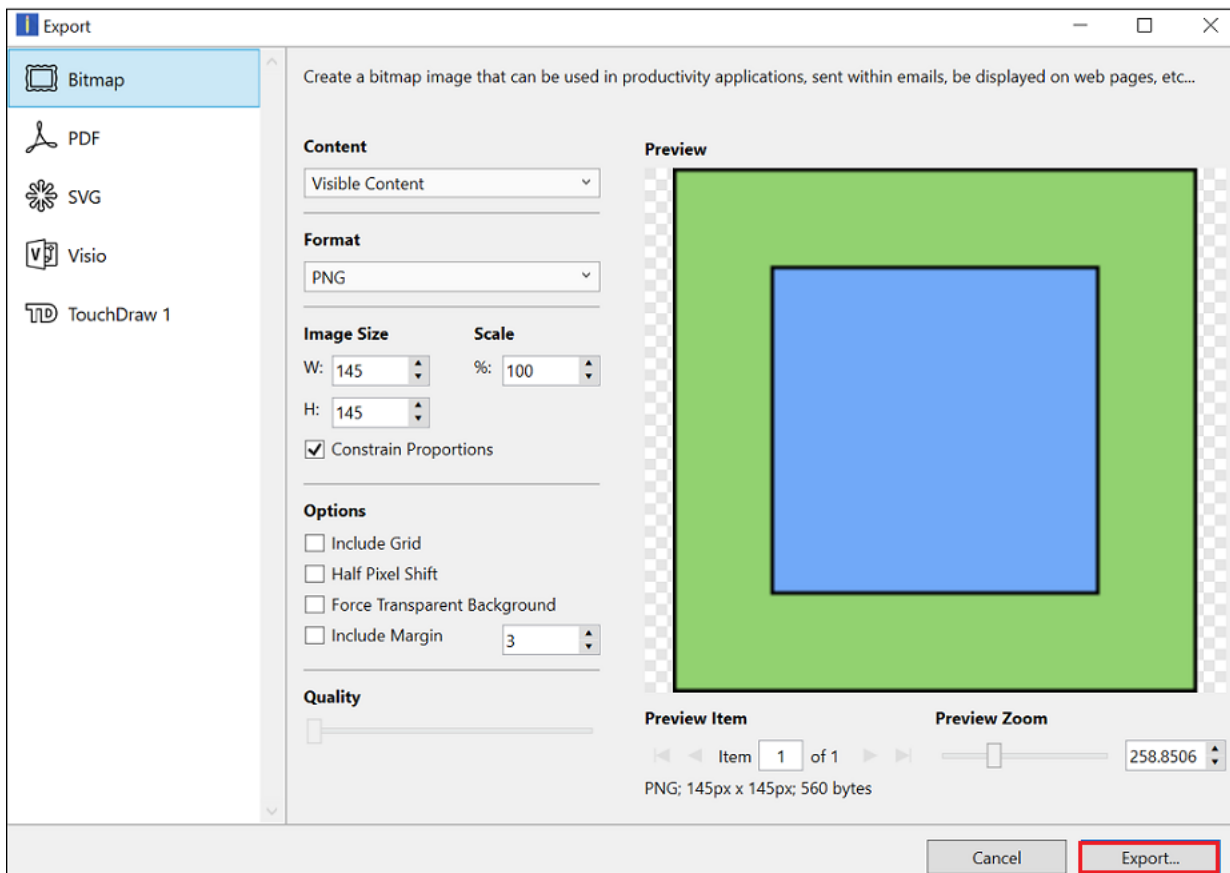 Export
Bitmap
PDF
SVG
Visio
TouchDraw 1
Create a bitmap image that can be used in productivity applications, sent within emails, be displayed on web pages, etc...
Content
Visible Content
Format
PNG
Image Size Scale
W: 145 %: 100
H: 145
Constrain Proportions
Options
Include Grid
Half Pixel Shift
Force Transparent Background
Include Margin 3
Quality
Preview
Preview Item Preview Zoom
Item 1 of 1 258.8506
PNG; 145px x 145px; 560 bytes
Cancel Export...